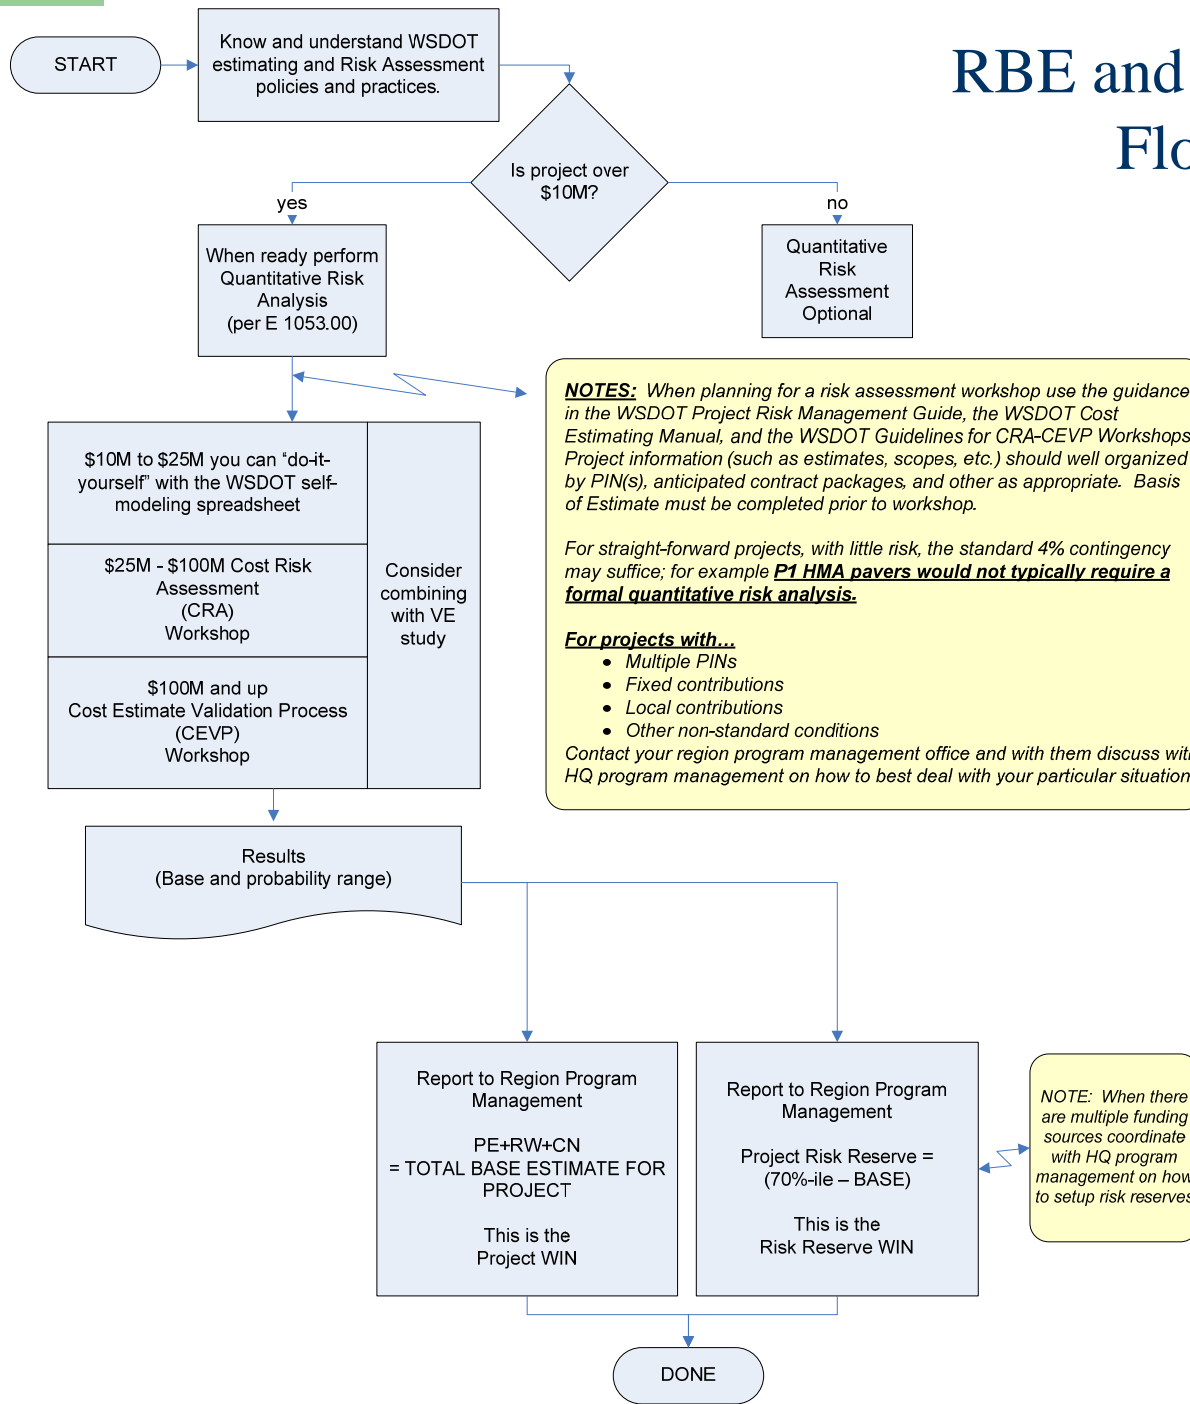 RBE and
Flo
START
Know and understand WSDOT
estimating and Risk Assessment
policies and practices.
Is project over
$10M?
yes
no
When ready perform
Quantitative Risk
Analysis
(per E 1053.00)
Quantitative
Risk
Assessment
Optional
NOTES: When planning for a risk assessment workshop use the guidance
in the WSDOT Project Risk Management Guide, the WSDOT Cost
Estimating Manual, and the WSDOT Guidelines for CRA-CEVP Workshops
Project information (such as estimates, scopes, etc.) should well organized
by PIN(s), anticipated contract packages, and other as appropriate. Basis
of Estimate must be completed prior to workshop.
For straight-forward projects, with little risk, the standard 4% contingency
may suffice; for example P1 HMA pavers would not typically require a
formal quantitative risk analysis.
For projects with...
• Multiple PINs
• Fixed contributions
• Local contributions
• Other non-standard conditions
Contact your region program management office and with them discuss wit
HQ program management on how to best deal with your particular situation
$10M to $25M you can "do-it-
yourself" with the WSDOT self-
modeling spreadsheet
$25M - $100M Cost Risk
Assessment
(CRA)
Workshop
$100M and up
Cost Estimate Validation Process
(CEVP)
Workshop
Consider
combining
with VE
study
Results
(Base and probability range)
Report to Region Program
Management
PE+RW+CN
= TOTAL BASE ESTIMATE FOR
PROJECT
This is the
Project WIN
Report to Region Program
Management
Project Risk Reserve =
(70%-ile – BASE)
This is the
Risk Reserve WIN
NOTE: When there
are multiple funding
sources coordinate
with HQ program
management on how
to setup risk reserves
DONE